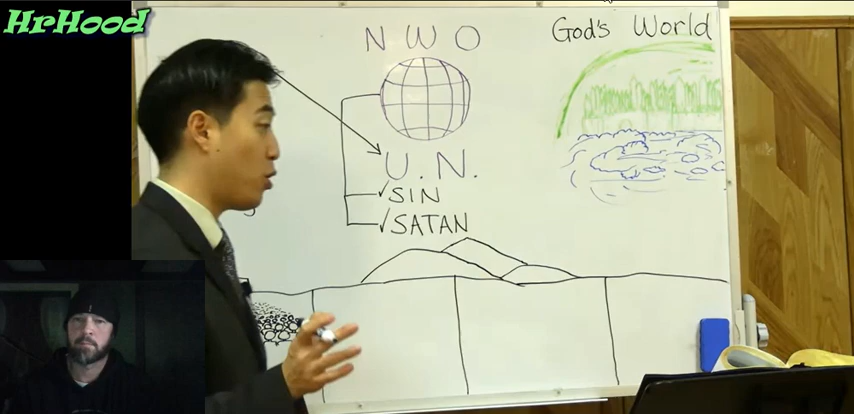 HrHood
N W O
God's World
U.N.
✓SIN
✓SATAN